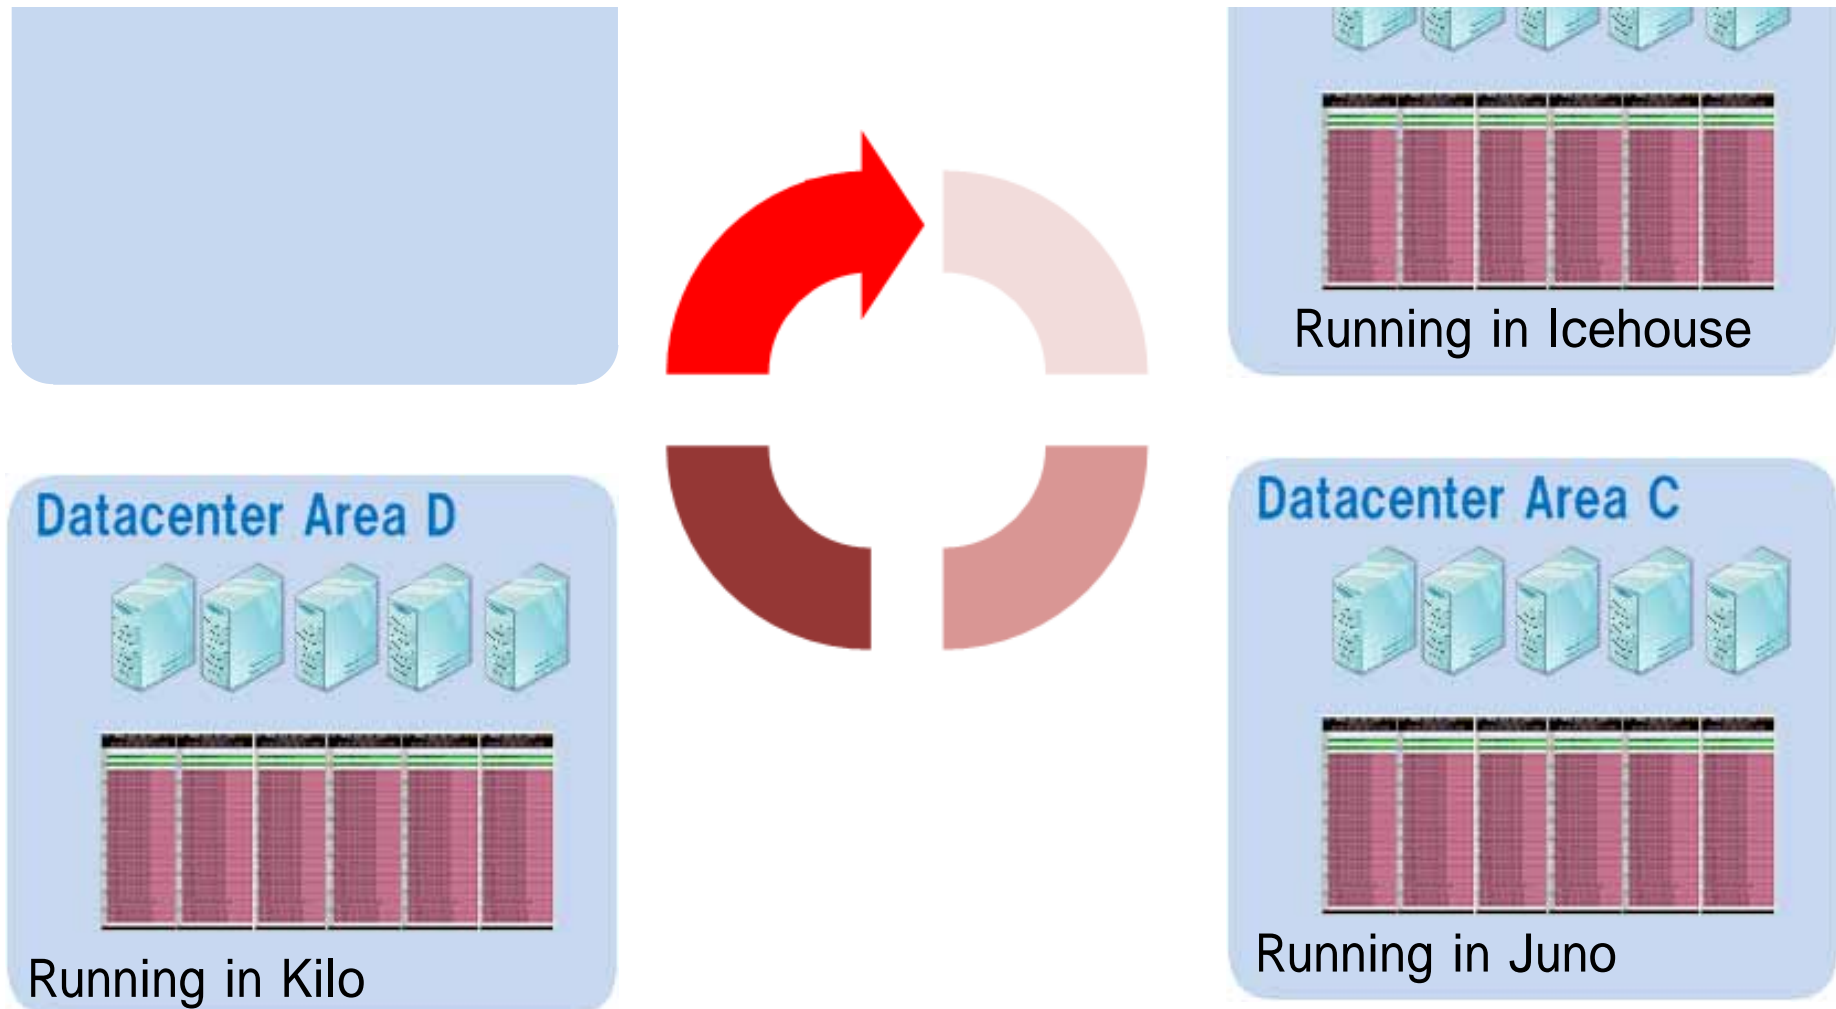 Running in Icehouse
Datacenter Area D
Datacenter Area C
Running in Kilo
Running in Juno